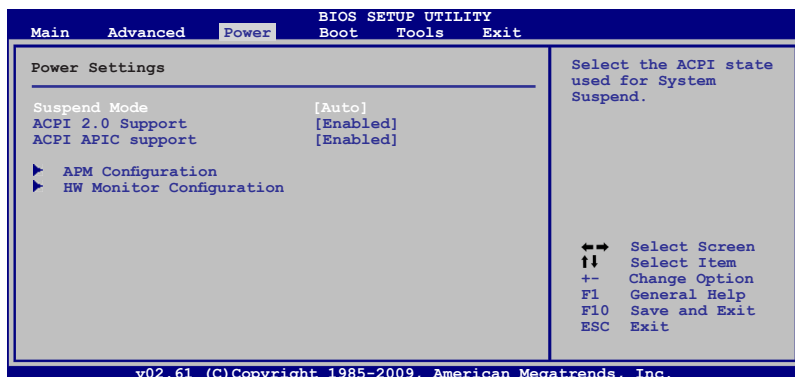 BIOS SETUP UTILITY
Main Advanced Power Boot Tools Exit
Power Settings
Suspend Mode [Auto]
ACPI 2.0 Support [Enabled]
ACPI APIC support [Enabled]
APM Configuration
HW Monitor Configuration
Select the ACPI state
used for System
Suspend.
←→ Select Screen
↑↓ Select Item
+- Change Option
F1 General Help
F10 Save and Exit
ESC Exit
v02.61 (C)Copyright 1985-2009, American Megatrends, Inc.